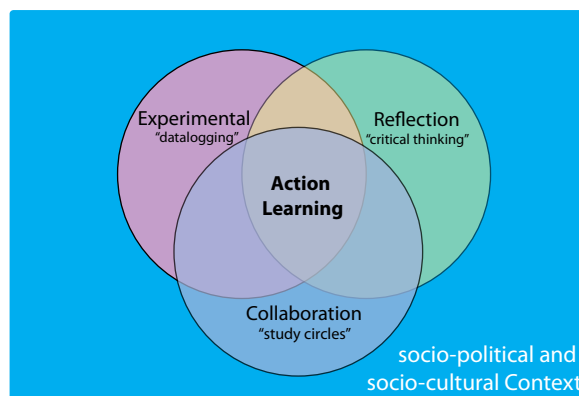 Experimental
“datalogging”
Reflection
“critical thinking”
Action
Learning
Collaboration
“study circles”
socio-political and
socio-cultural Context